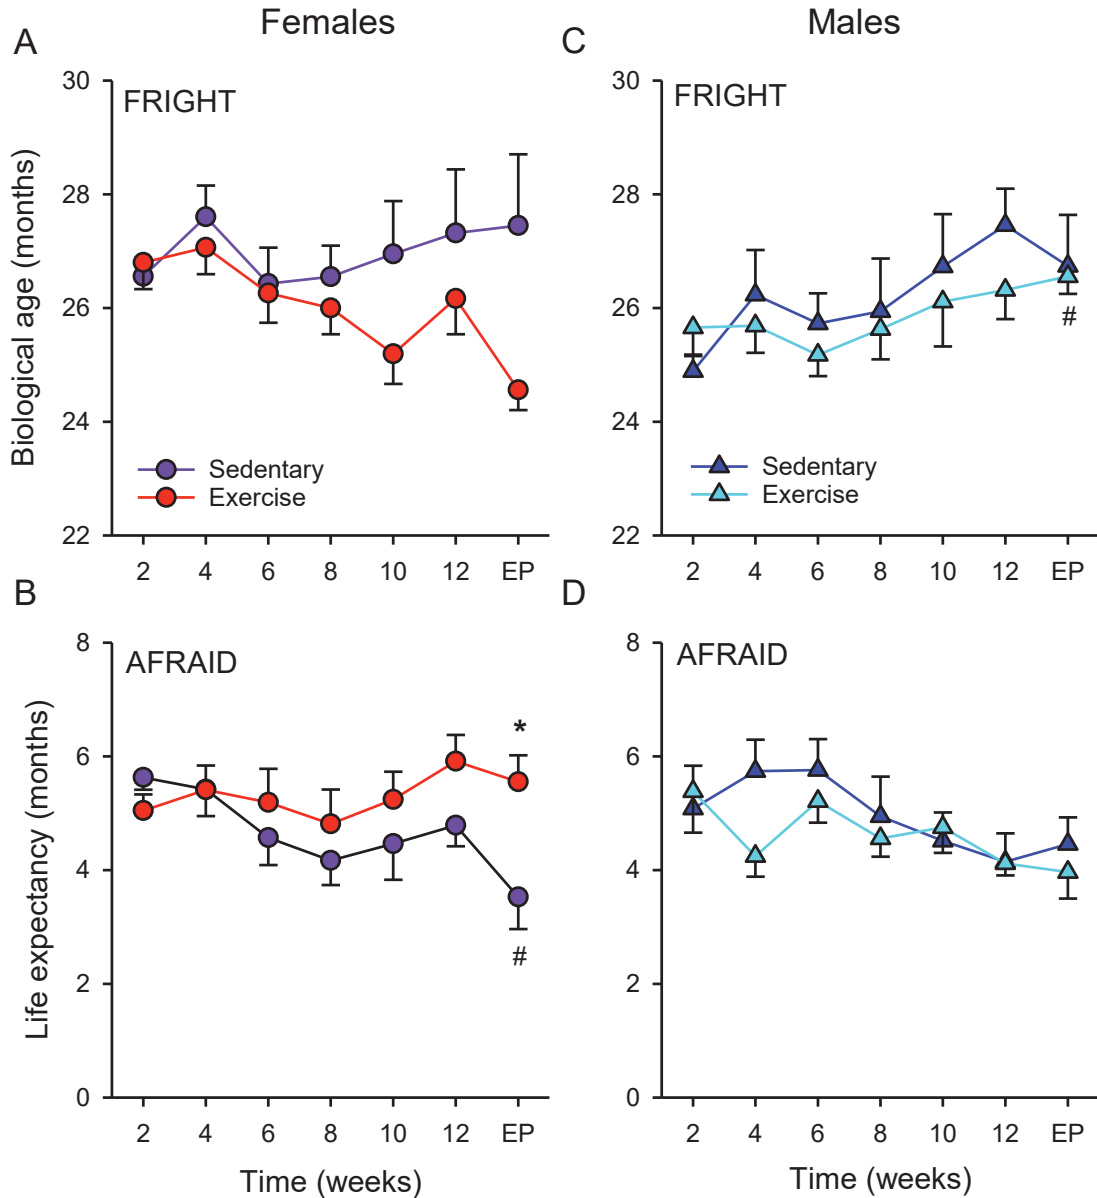 Females
Males
A
FRIGHT
Biological age (months)
30
28
26
24
22
Sedentary
Exercise
2 4 6 8 10 12 EP
C
FRIGHT
30
28
26
24
22
#
Sedentary
Exercise
2 4 6 8 10 12 EP
B
AFRAID
Life expectancy (months)
8
6
4
2
0
*
#
2 4 6 8 10 12 EP
Time (weeks)
D
AFRAID
8
6
4
2
0
2 4 6 8 10 12 EP
Time (weeks)